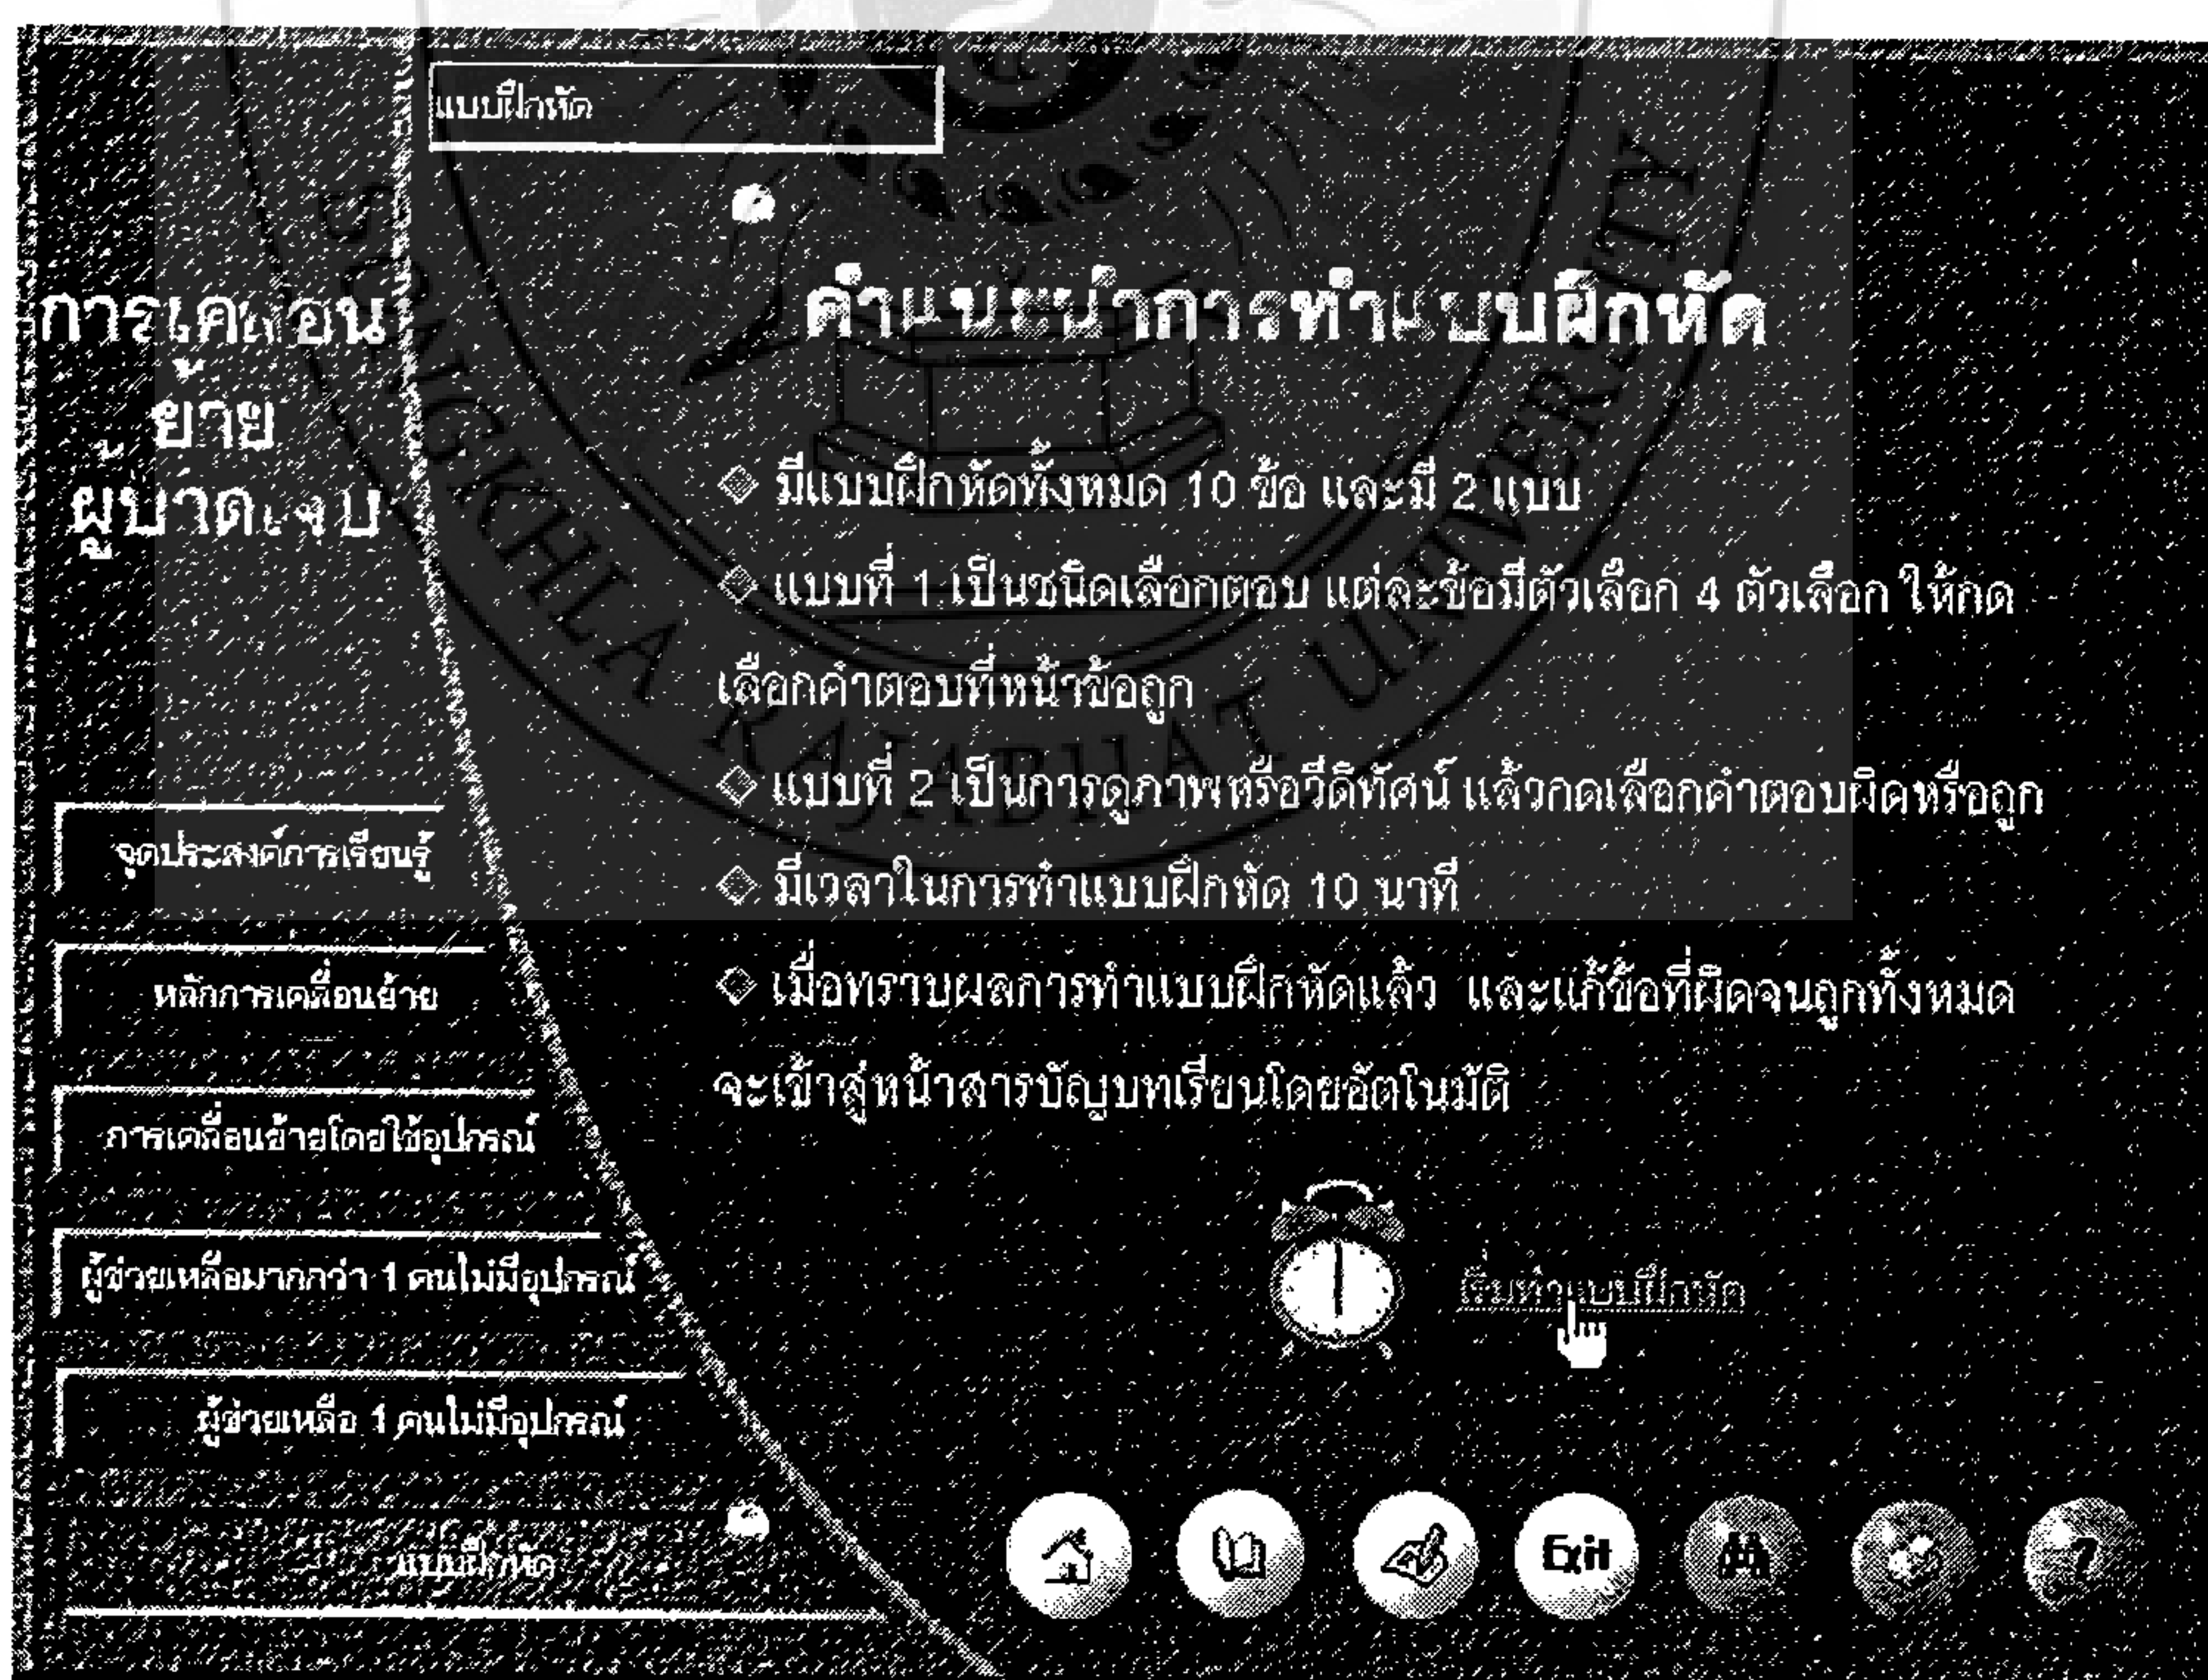 แบบฝึกหัด
การเคลื่อน
ย้าย
ผู้บาดเจ็บ
คำแนะนำการทำแบบฝึกหัด
มีแบบฝึกหัดทั้งหมด 10 ข้อ และมี 2 แบบ
แบบที่ 1 เป็นชนิดเลือกตอบ แต่ละข้อมีตัวเลือก 4 ตัวเลือก ให้กด
เลือกคำตอบที่หน้าข้อถูก
แบบที่ 2 เป็นการดูภาพหรือวีดิทัศน์ แล้วกดเลือกคำตอบผิดหรือถูก
มีเวลาในการทำแบบฝึกหัด 10 นาที
เมื่อทราบผลการทำแบบฝึกหัดแล้ว และแก้ข้อที่ผิดจนถูกทั้งหมด
จะเข้าสู่หน้าสารบัญบทเรียนโดยอัตโนมัติ
เริ่มทำแบบฝึกหัด
จุดประสงค์การเรียนรู้
หลักการเคลื่อนย้าย
การเคลื่อนย้ายโดยใช้อุปกรณ์
ผู้ช่วยเหลือมากกว่า 1 คนไม่มีอุปกรณ์
ผู้ช่วยเหลือ 1 คนไม่มีอุปกรณ์
แบบฝึกหัด
Exit
?
SONGKHLA RAJABHAT UNIVERSITY